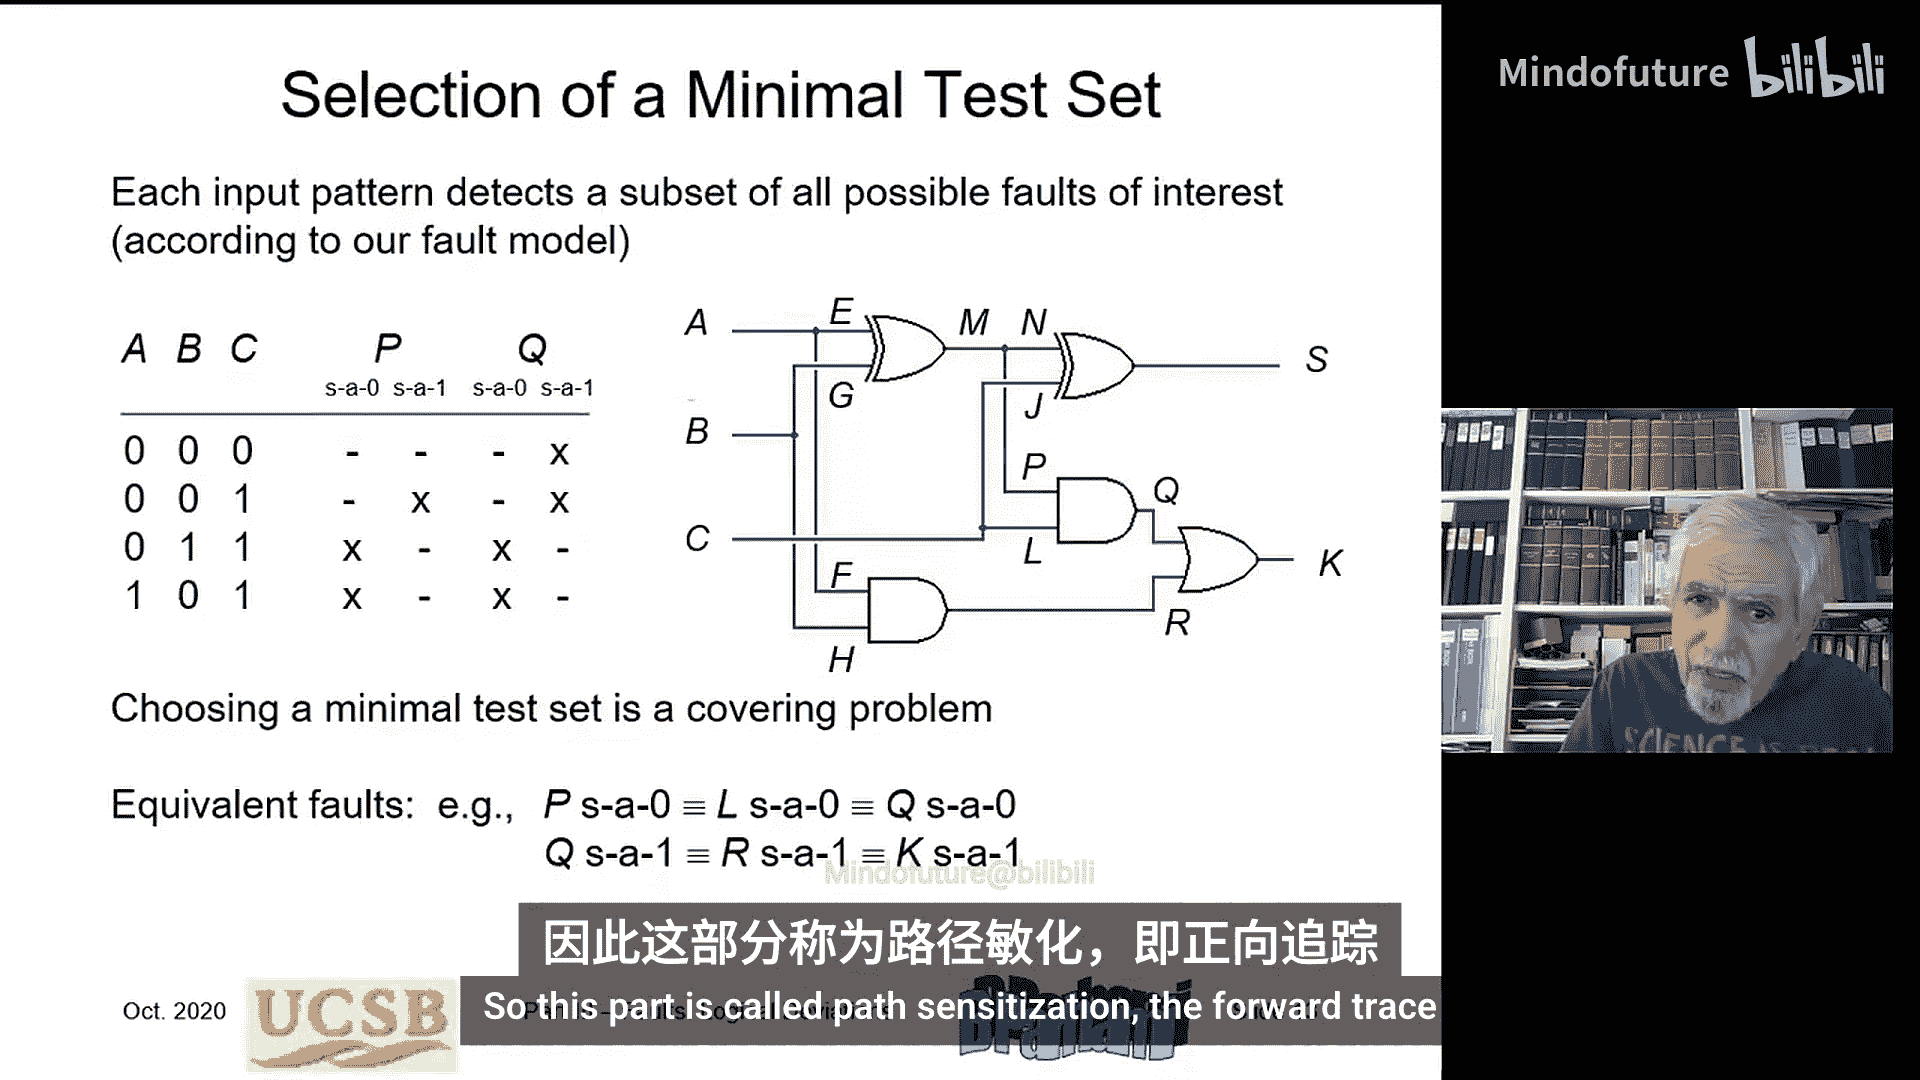 Selection of a Minimal Test Set
Mindofuture bilibili
Each input pattern detects a subset of all possible faults of interest
(according to our fault model)
A B C P Q
s-a-0 s-a-1 s-a-0 s-a-1
0 0 0 - - - x
0 0 1 - x - x
0 1 1 x - x -
1 0 1 x - x -
A
E
M
N
S
G
J
B
P
Q
C
L
K
F
R
H
Choosing a minimal test set is a covering problem
Equivalent faults: e.g., P s-a-0 ≡ L s-a-0 ≡ Q s-a-0
Q s-a-1 ≡ R s-a-1 ≡ K s-a-1
Mindofuture@bilibili
SCIENCE IS
因此这部分称为路径敏化，即正向追踪
So this part is called path sensitization, the forward trace
Oct. 2020
UCSB
BParhami